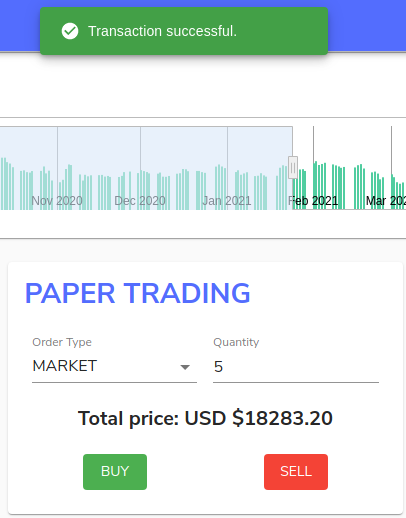 Transaction successful.
Nov 2020 Dec 2020 Jan 2021 Feb 2021 Mar 202
PAPER TRADING
Order Type Quantity
MARKET 5
Total price: USD $18283.20
BUY SELL